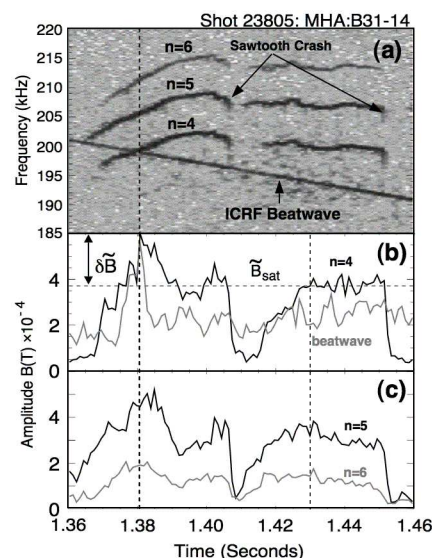 Shot 23805: MHA:B31-14
220
215
210
205
200
195
190
185
Frequency (kHz)
n=6
n=5
n=4
Sawtooth Crash
(a)
ICRF Beatwave
δB̃
B̃sat
n=4
(b)
beatwave
4
2
0
Amplitude B(T) ×10⁻⁴
(c)
n=5
n=6
4
2
0
1.36 1.38 1.40 1.42 1.44 1.46
Time (Seconds)